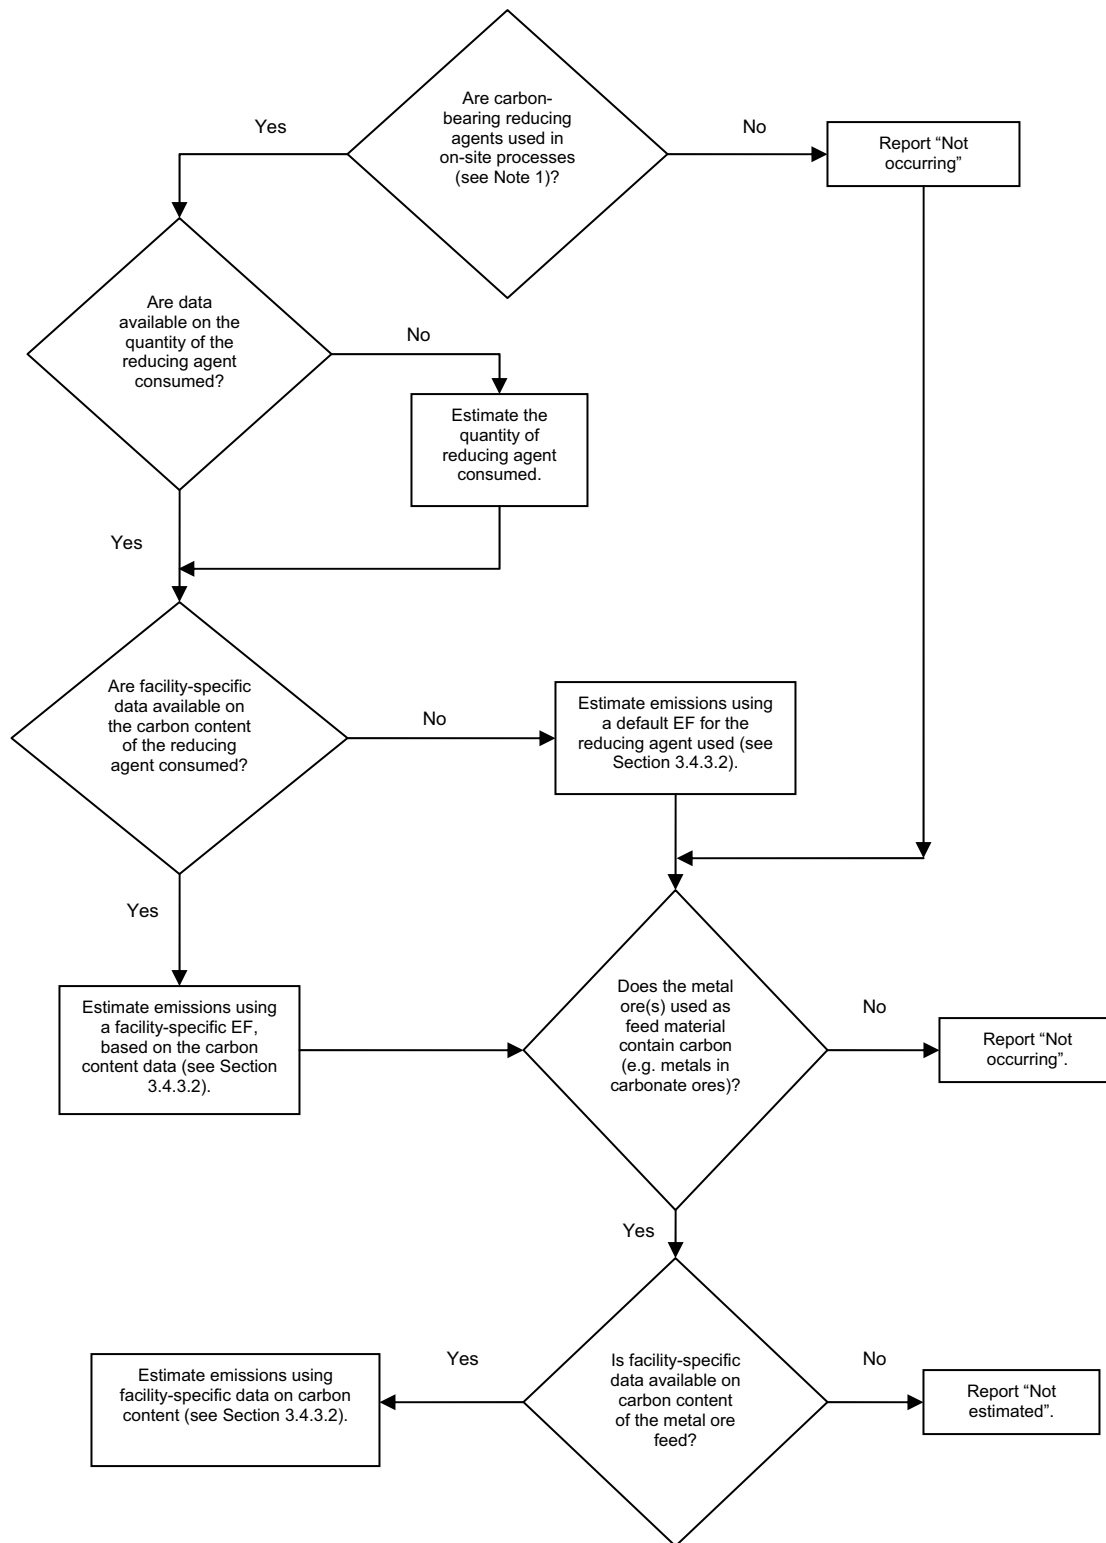 Are carbon-
bearing reducing
agents used in
on-site processes
(see Note 1)?
Yes
No
Report “Not
occurring”
Are data
available on the
quantity of the
reducing agent
consumed?
No
Estimate the
quantity of
reducing agent
consumed.
Yes
Are facility-specific
data available on
the carbon content
of the reducing
agent consumed?
No
Estimate emissions using
a default EF for the
reducing agent used (see
Section 3.4.3.2).
Yes
Estimate emissions using
a facility-specific EF,
based on the carbon
content data (see Section
3.4.3.2).
Does the metal
ore(s) used as
feed material
contain carbon
(e.g. metals in
carbonate ores)?
No
Report “Not
occurring”.
Yes
Is facility-specific
data available on
carbon content
of the metal ore
feed?
Yes
Estimate emissions using
facility-specific data on carbon
content (see Section 3.4.3.2).
No
Report “Not
estimated”.